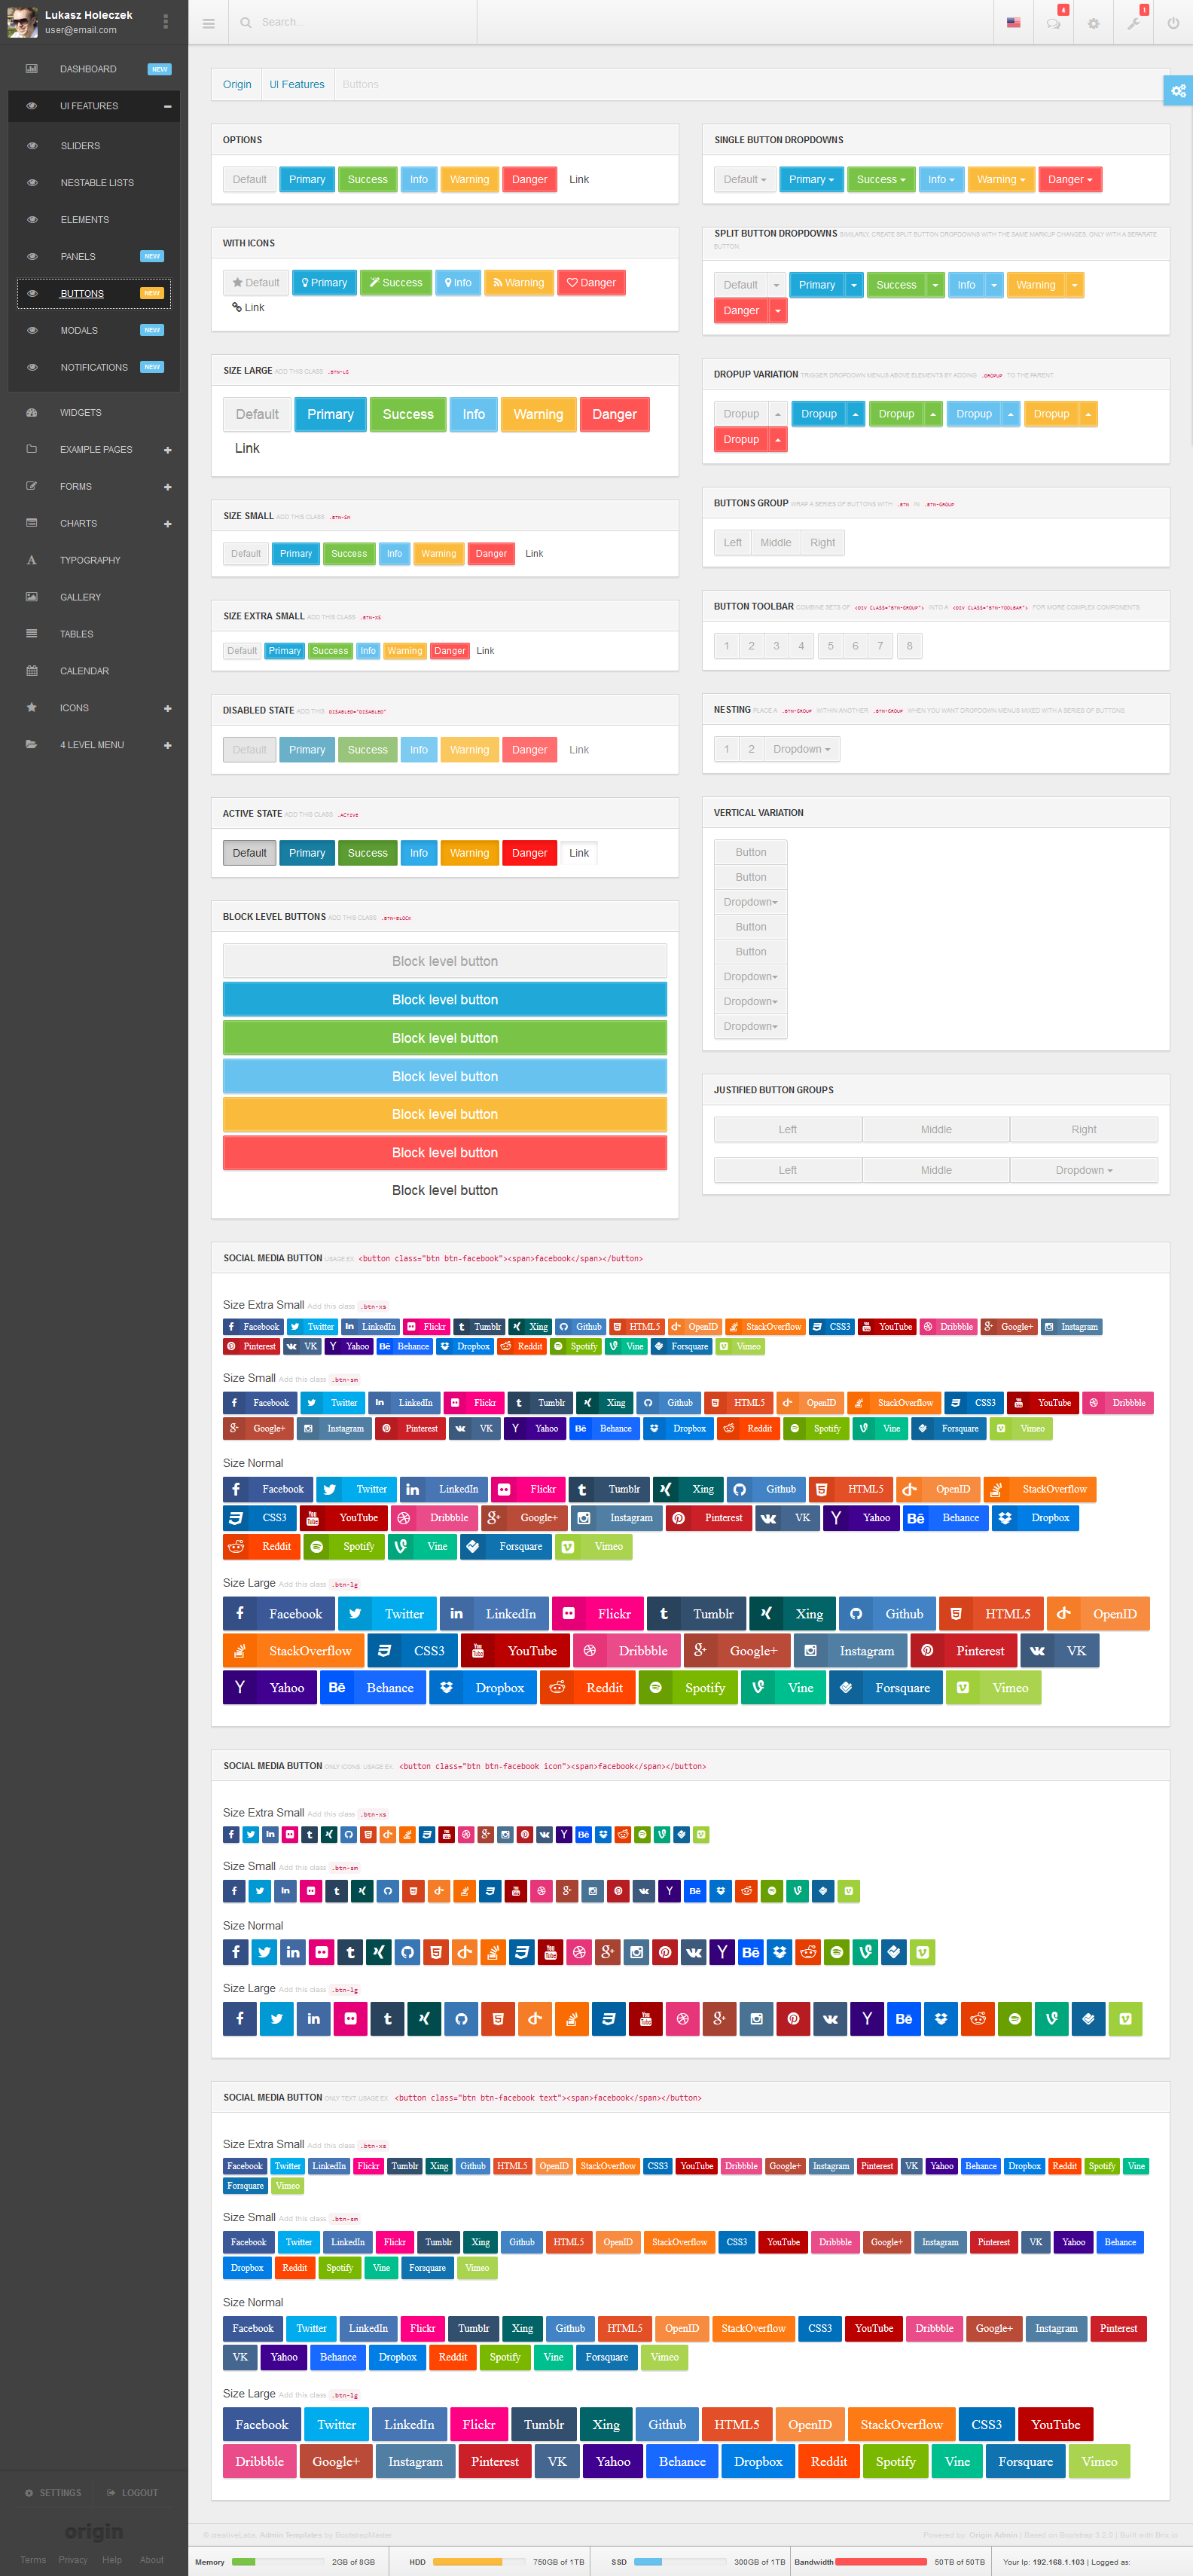 Lukasz Holeczek
user@email.com
DASHBOARD NEW
UI FEATURES
SLIDERS
NESTABLE LISTS
ELEMENTS
PANELS NEW
BUTTONS NEW
MODALS NEW
NOTIFICATIONS NEW
WIDGETS
EXAMPLE PAGES
FORMS
CHARTS
TYPOGRAPHY
GALLERY
TABLES
CALENDAR
ICONS
4 LEVEL MENU
SETTINGS LOGOUT
origin
Terms Privacy Help About
Search...
4
1
Origin UI Features Buttons
OPTIONS
Default Primary Success Info Warning Danger Link
WITH ICONS
Default Primary Success Info Warning Danger
Link
SIZE LARGE ADD THIS CLASS .BTN-LG
Default Primary Success Info Warning Danger
Link
SIZE SMALL ADD THIS CLASS .BTN-SM
Default Primary Success Info Warning Danger Link
SIZE EXTRA SMALL ADD THIS CLASS .BTN-XS
Default Primary Success Info Warning Danger Link
DISABLED STATE ADD THIS DISABLED="DISABLED"
Default Primary Success Info Warning Danger Link
ACTIVE STATE ADD THIS CLASS .ACTIVE
Default Primary Success Info Warning Danger Link
BLOCK LEVEL BUTTONS ADD THIS CLASS .BTN-BLOCK
Block level button
Block level button
Block level button
Block level button
Block level button
Block level button
Block level button
SINGLE BUTTON DROPDOWNS
Default Primary Success Info Warning Danger
SPLIT BUTTON DROPDOWNS SIMILARLY, CREATE SPLIT BUTTON DROPDOWNS WITH THE SAME MARKUP CHANGES, ONLY WITH A SEPARATE
BUTTON.
Default Primary Success Info Warning
Danger
DROPUP VARIATION TRIGGER DROPDOWN MENUS ABOVE ELEMENTS BY ADDING .DROPUP TO THE PARENT.
Dropup Dropup Dropup Dropup Dropup
Dropup
BUTTONS GROUP WRAP A SERIES OF BUTTONS WITH .BTN IN .BTN-GROUP
Left Middle Right
BUTTON TOOLBAR COMBINE SETS OF <DIV CLASS="BTN-GROUP"> INTO A <DIV CLASS="BTN-TOOLBAR"> FOR MORE COMPLEX COMPONENTS.
1 2 3 4 5 6 7 8
NESTING PLACE A .BTN-GROUP WITHIN ANOTHER .BTN-GROUP WHEN YOU WANT DROPDOWN MENUS MIXED WITH A SERIES OF BUTTONS.
1 2 Dropdown
VERTICAL VARIATION
Button
Button
Dropdown
Button
Button
Dropdown
Dropdown
Dropdown
JUSTIFIED BUTTON GROUPS
Left Middle Right
Left Middle Dropdown
SOCIAL MEDIA BUTTON USAGE EX. <button class="btn btn-facebook"><span>facebook</span></button>
Size Extra Small Add this class .btn-xs
Facebook Twitter LinkedIn Flickr Tumblr Xing Github HTML5 OpenID StackOverflow CSS3 YouTube Dribbble Google+ Instagram
Pinterest VK Yahoo Behance Dropbox Reddit Spotify Vine Forsquare Vimeo
Size Small Add this class .btn-sm
Facebook Twitter LinkedIn Flickr Tumblr Xing Github HTML5 OpenID StackOverflow CSS3 YouTube Dribbble
Google+ Instagram Pinterest VK Yahoo Behance Dropbox Reddit Spotify Vine Forsquare Vimeo
Size Normal
Facebook Twitter LinkedIn Flickr Tumblr Xing Github HTML5 OpenID StackOverflow
CSS3 YouTube Dribbble Google+ Instagram Pinterest VK Yahoo Behance Dropbox
Reddit Spotify Vine Forsquare Vimeo
Size Large Add this class .btn-lg
Facebook Twitter LinkedIn Flickr Tumblr Xing Github HTML5 OpenID
StackOverflow CSS3 YouTube Dribbble Google+ Instagram Pinterest VK
Yahoo Behance Dropbox Reddit Spotify Vine Forsquare Vimeo
SOCIAL MEDIA BUTTON ONLY ICONS. USAGE EX. <button class="btn btn-facebook icon"><span>facebook</span></button>
Size Extra Small Add this class .btn-xs
Size Small Add this class .btn-sm
Size Normal
Size Large Add this class .btn-lg
SOCIAL MEDIA BUTTON ONLY TEXT. USAGE EX. <button class="btn btn-facebook text"><span>facebook</span></button>
Size Extra Small Add this class .btn-xs
Facebook Twitter LinkedIn Flickr Tumblr Xing Github HTML5 OpenID StackOverflow CSS3 YouTube Dribbble Google+ Instagram Pinterest VK Yahoo Behance Dropbox Reddit Spotify Vine
Forsquare Vimeo
Size Small Add this class .btn-sm
Facebook Twitter LinkedIn Flickr Tumblr Xing Github HTML5 OpenID StackOverflow CSS3 YouTube Dribbble Google+ Instagram Pinterest VK Yahoo Behance
Dropbox Reddit Spotify Vine Forsquare Vimeo
Size Normal
Facebook Twitter LinkedIn Flickr Tumblr Xing Github HTML5 OpenID StackOverflow CSS3 YouTube Dribbble Google+ Instagram Pinterest
VK Yahoo Behance Dropbox Reddit Spotify Vine Forsquare Vimeo
Size Large Add this class .btn-lg
Facebook Twitter LinkedIn Flickr Tumblr Xing Github HTML5 OpenID StackOverflow CSS3 YouTube
Dribbble Google+ Instagram Pinterest VK Yahoo Behance Dropbox Reddit Spotify Vine Forsquare Vimeo
© creativeLabs. Admin Templates by BootstrapMaster
Powered by: Origin Admin | Based on Bootstrap 3.2.0 | Built with Brix.io
Memory 2GB of 8GB HDD 750GB of 1TB SSD 300GB of 1TB Bandwidth 50TB of 50TB Your Ip: 192.168.1.103 | Logged as: